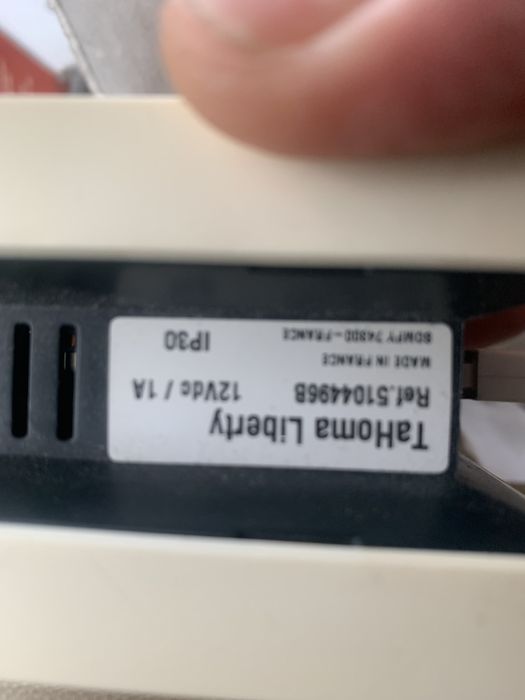 TaHoma Liberty
Ref.5104496B 12Vdc / 1A
MADE IN FRANCE
SOMFY 74300-FRANCE IP30